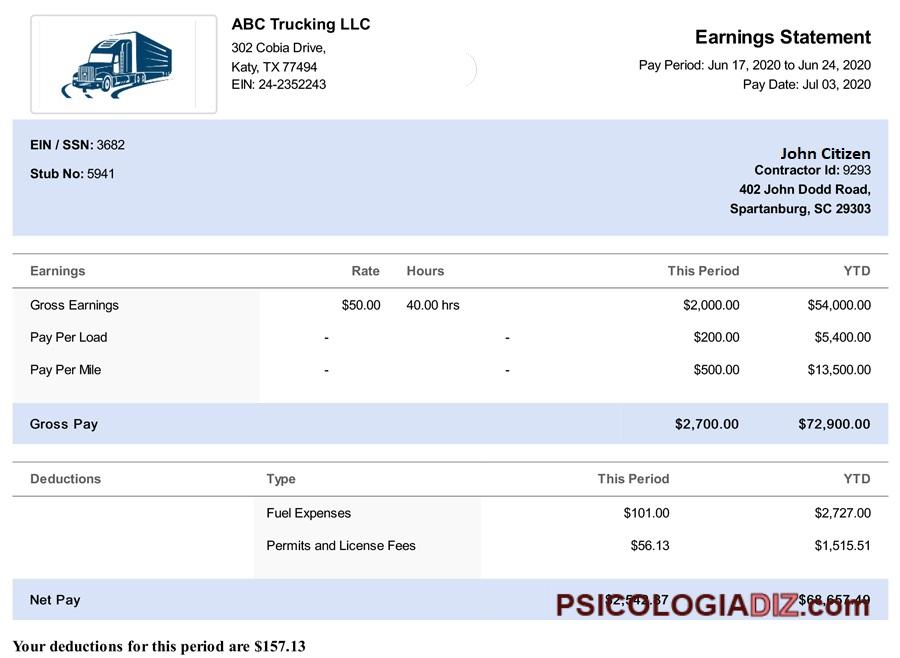 ABC Trucking LLC
302 Cobia Drive,
Katy, TX 77494
EIN: 24-2352243
Earnings Statement
Pay Period: Jun 17, 2020 to Jun 24, 2020
Pay Date: Jul 03, 2020
EIN / SSN: 3682
Stub No: 5941
John Citizen
Contractor Id: 9293
402 John Dodd Road,
Spartanburg, SC 29303
Earnings Rate Hours This Period YTD
Gross Earnings $50.00 40.00 hrs $2,000.00 $54,000.00
Pay Per Load - - $200.00 $5,400.00
Pay Per Mile - - $500.00 $13,500.00
Gross Pay $2,700.00 $72,900.00
Deductions Type This Period YTD
Fuel Expenses $101.00 $2,727.00
Permits and License Fees $56.13 $1,515.51
Net Pay $2,542.87 $68,657.49
PSICOLOGIADIZ.com
Your deductions for this period are $157.13